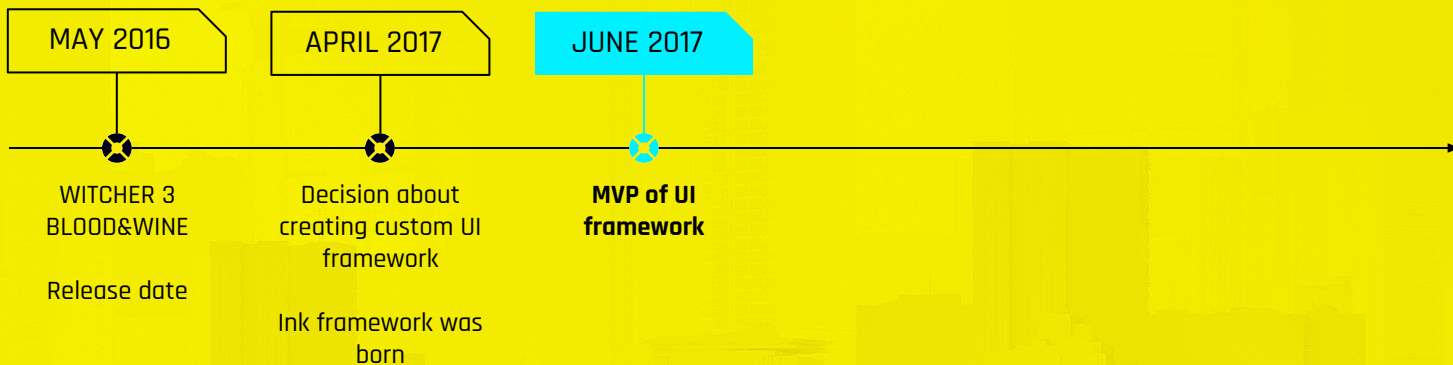 MAY 2016
APRIL 2017
JUNE 2017
WITCHER 3
BLOOD&WINE
Release date
Decision about
creating custom UI
framework
Ink framework was
born
MVP of UI
framework